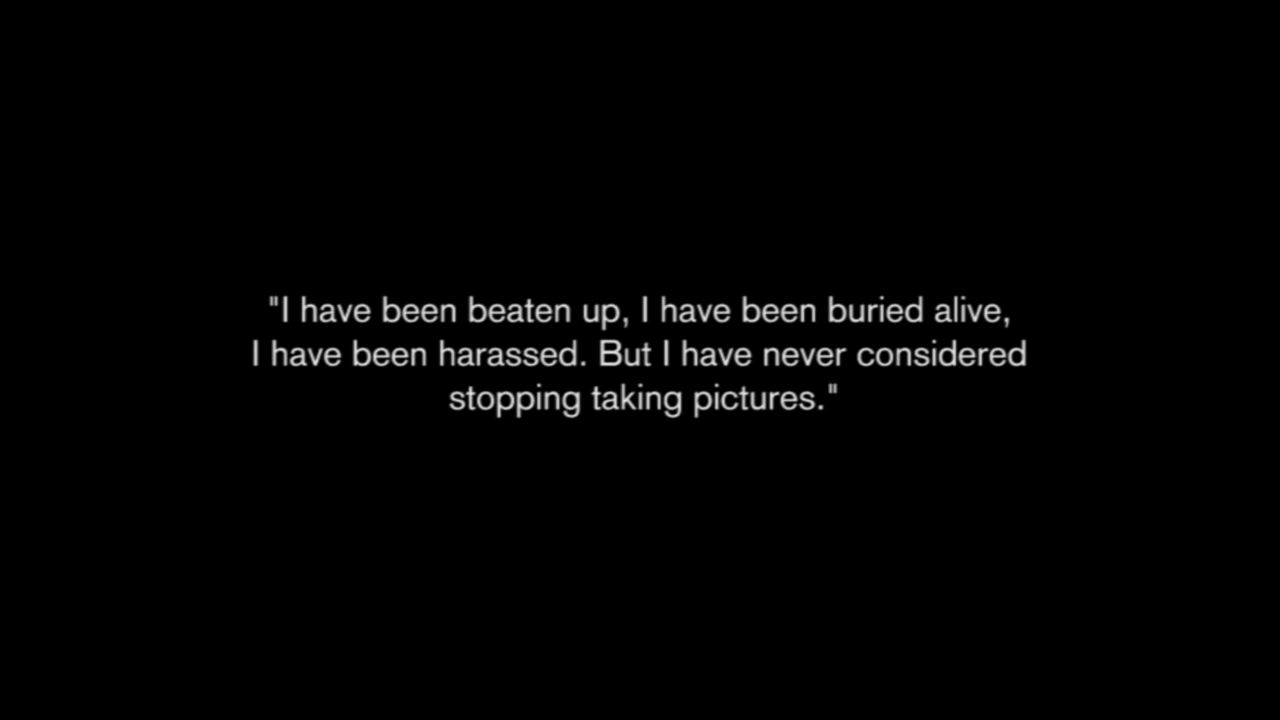 "I have been beaten up, I have been buried alive,
I have been harassed. But I have never considered
stopping taking pictures."